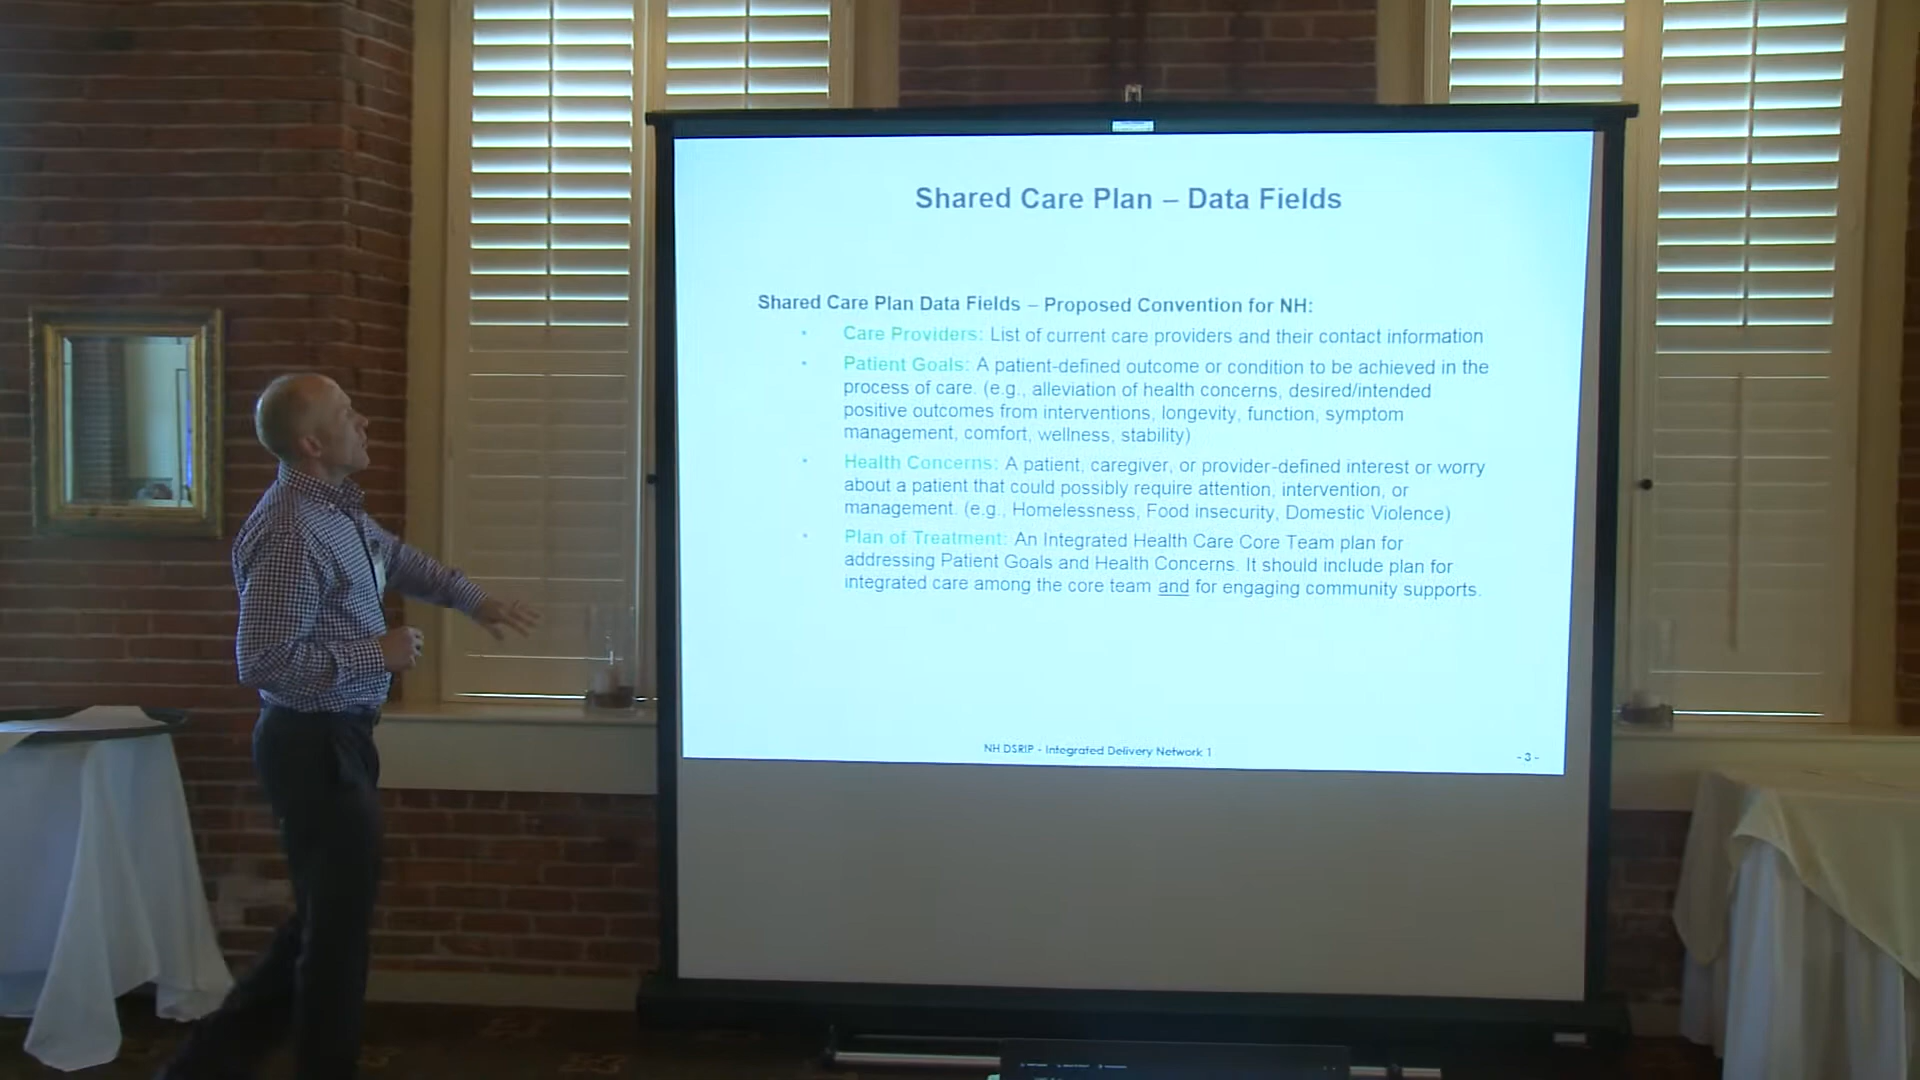 Shared Care Plan – Data Fields
Shared Care Plan Data Fields – Proposed Convention for NH:
• Care Providers: List of current care providers and their contact information
• Patient Goals: A patient-defined outcome or condition to be achieved in the
process of care. (e.g., alleviation of health concerns, desired/intended
positive outcomes from interventions, longevity, function, symptom
management, comfort, wellness, stability)
• Health Concerns: A patient, caregiver, or provider-defined interest or worry
about a patient that could possibly require attention, intervention, or
management. (e.g., Homelessness, Food insecurity, Domestic Violence)
• Plan of Treatment: An Integrated Health Care Core Team plan for
addressing Patient Goals and Health Concerns. It should include plan for
integrated care among the core team and for engaging community supports.
NH DSRIP - Integrated Delivery Network 1
- 3 -